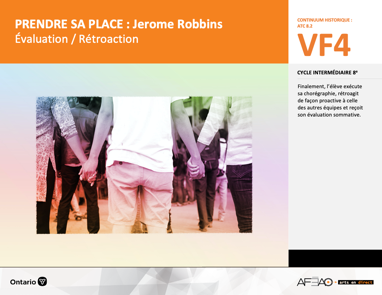 PRENDRE SA PLACE : Jerome Robbins
Évaluation / Rétroaction
CONTINUUM HISTORIQUE :
ATC 8.2
VF4
CYCLE INTERMÉDIAIRE 8e
Finalement, l'élève exécute
sa chorégraphie, rétroagit
de façon proactive à celle
des autres équipes et reçoit
son évaluation sommative.
Ontario
AFÉAO
arts en direct